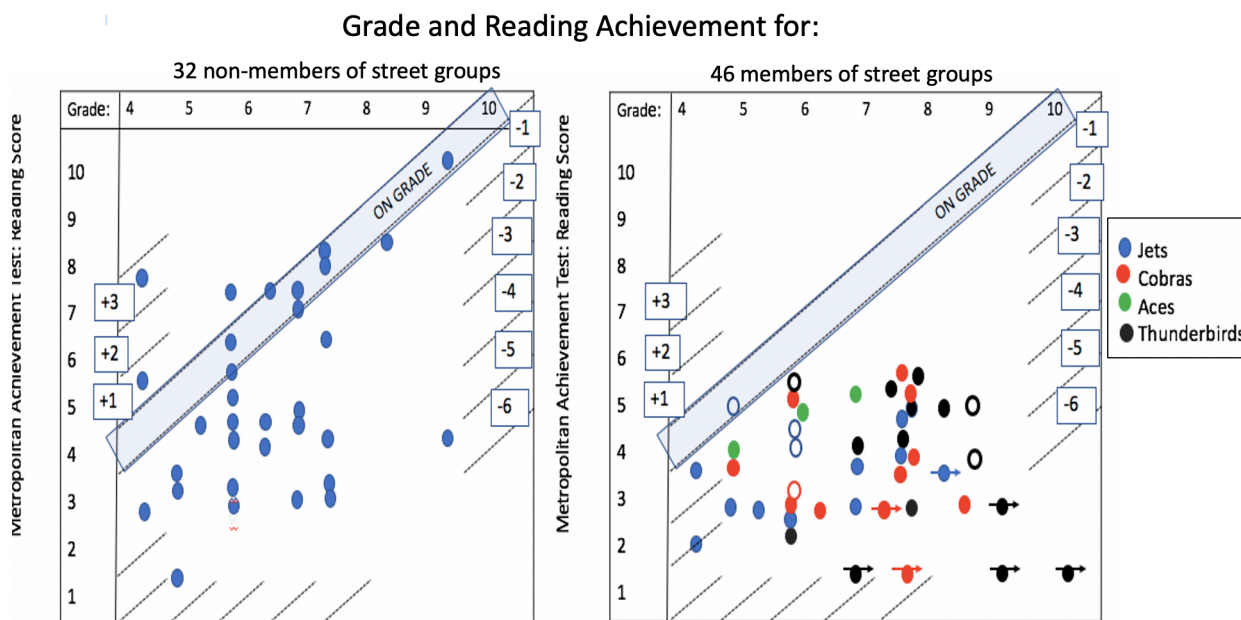 Grade and Reading Achievement for:
32 non-members of street groups
46 members of street groups
Grade: 4 5 6 7 8 9 10
Metropolitan Achievement Test: Reading Score
10
9
8
7
6
5
4
3
2
1
+3
+2
+1
ON GRADE
-1
-2
-3
-4
-5
-6
Grade: 4 5 6 7 8 9 10
Metropolitan Achievement Test: Reading Score
10
9
8
7
6
5
4
3
2
1
+3
+2
+1
ON GRADE
-1
-2
-3
-4
-5
-6
Jets
Cobras
Aces
Thunderbirds